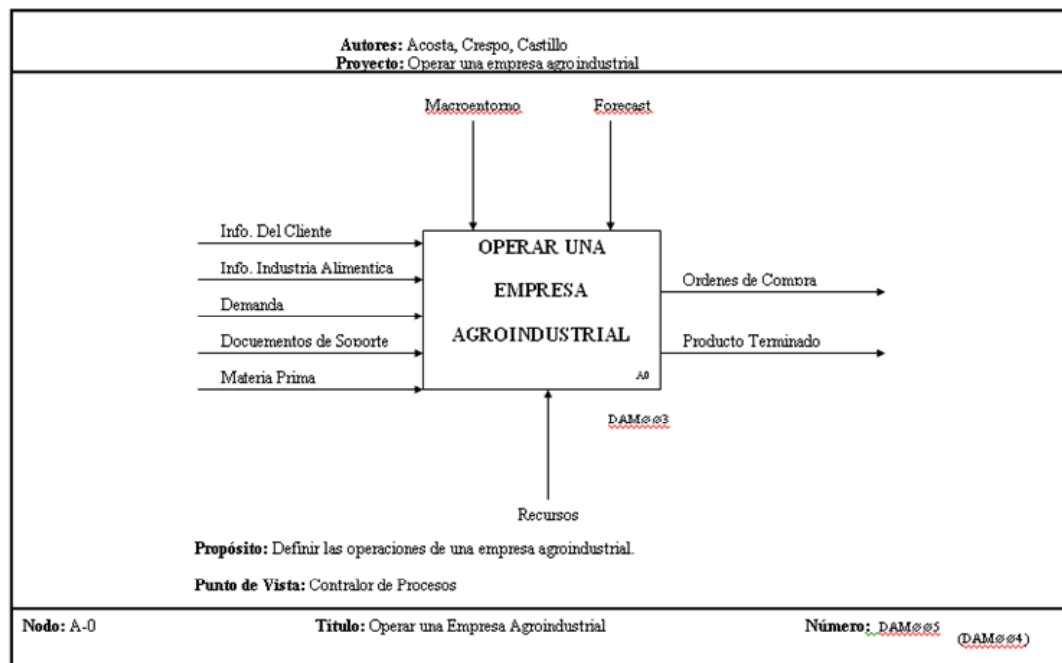 Autores: Acosta, Crespo, Castillo
Proyecto: Operar una empresa agroindustrial
Macroentorno
Forecast
Info. Del Cliente
Info. Industria Alimentica
Demanda
Docuementos de Soporte
Materia Prima
OPERAR UNA
EMPRESA
AGROINDUSTRIAL
A0
Ordenes de Compra
Producto Terminado
DAMøø3
Recursos
Propósito: Definir las operaciones de una empresa agroindustrial.
Punto de Vista: Contralor de Procesos
Nodo: A-0
Título: Operar una Empresa Agroindustrial
Número: DAMøø5
(DAMøø4)